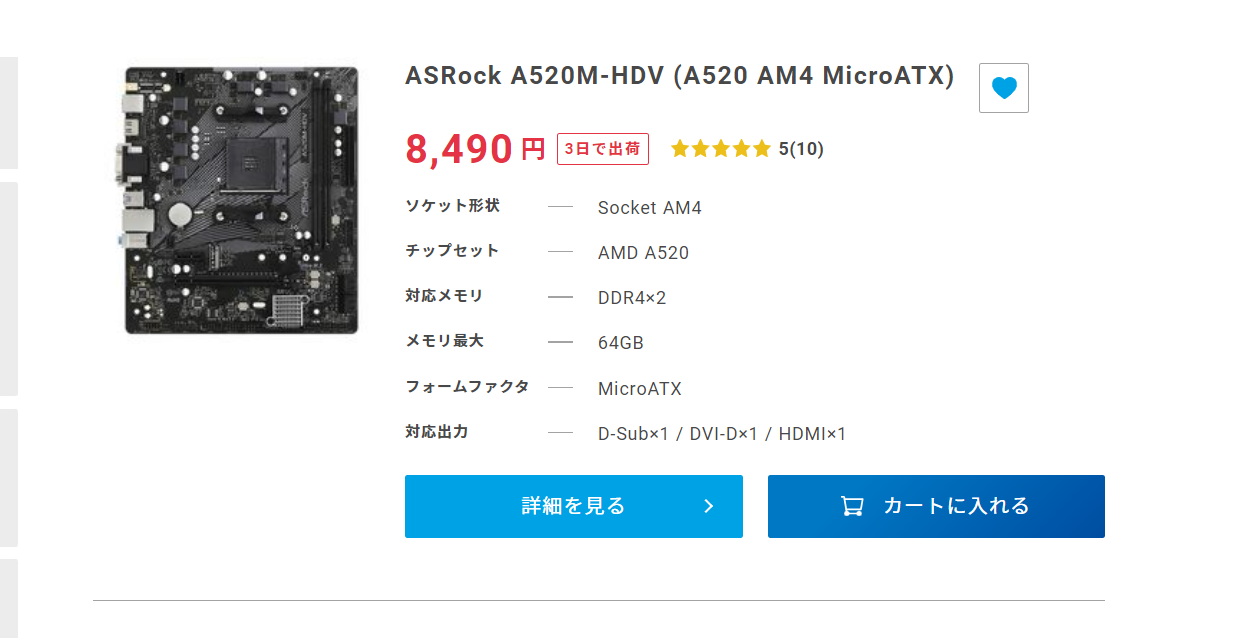 ASRock A520M-HDV (A520 AM4 MicroATX)
8,490 円 3日で出荷 5(10)
ソケット形状 Socket AM4
チップセット AMD A520
対応メモリ DDR4×2
メモリ最大 64GB
フォームファクタ MicroATX
対応出力 D-Sub×1 / DVI-D×1 / HDMI×1
詳細を見る カートに入れる